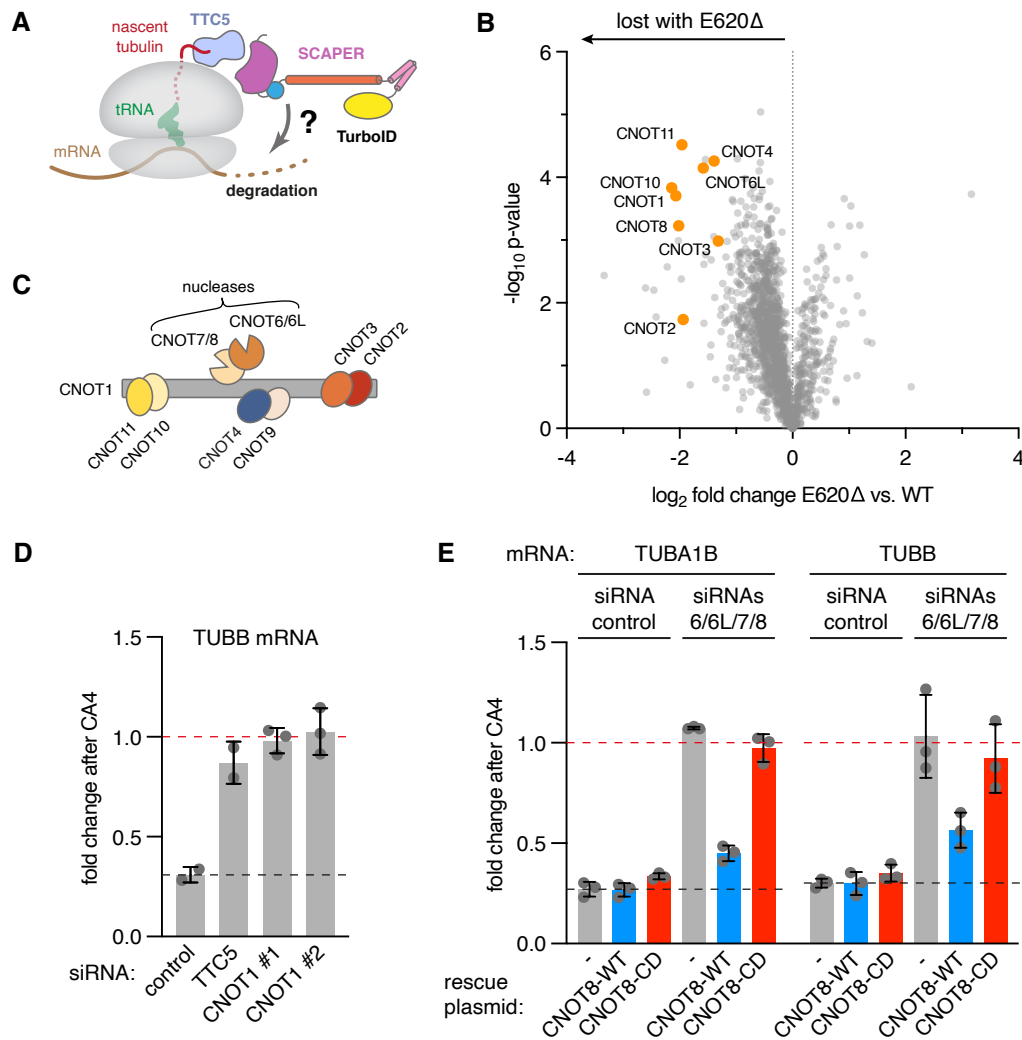 A
nascent
tubulin
TTC5
SCAPER
tRNA
mRNA
?
TurboID
degradation
B
lost with E620Δ
6
4
2
0
-log10 p-value
CNOT11
CNOT4
CNOT10
CNOT6L
CNOT1
CNOT8
CNOT3
CNOT2
-4
-2
0
2
4
log2 fold change E620Δ vs. WT
C
nucleases
CNOT6/6L
CNOT7/8
CNOT3
CNOT2
CNOT1
CNOT11
CNOT10
CNOT4
CNOT9
D
TUBB mRNA
1.5
1.0
0.5
0.0
fold change after CA4
siRNA:
control
TTC5
CNOT1 #1
CNOT1 #2
E
mRNA:
TUBA1B
TUBB
siRNA
control
siRNAs
6/6L/7/8
siRNA
control
siRNAs
6/6L/7/8
1.5
1.0
0.5
0.0
fold change after CA4
rescue
plasmid:
-
CNOT8-WT
CNOT8-CD
-
CNOT8-WT
CNOT8-CD
-
CNOT8-WT
CNOT8-CD
-
CNOT8-WT
CNOT8-CD